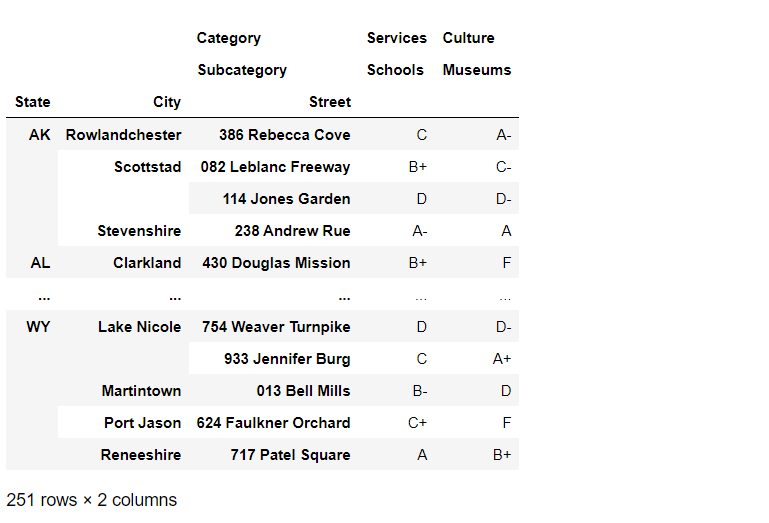 Category Services Culture
Subcategory Schools Museums
State City Street
AK Rowlandchester 386 Rebecca Cove C A-
Scottstad 082 Leblanc Freeway B+ C-
114 Jones Garden D D-
Stevenshire 238 Andrew Rue A- A
AL Clarkland 430 Douglas Mission B+ F
... ... ... ... ...
WY Lake Nicole 754 Weaver Turnpike D D-
933 Jennifer Burg C A+
Martintown 013 Bell Mills B- D
Port Jason 624 Faulkner Orchard C+ F
Reneeshire 717 Patel Square A B+
251 rows × 2 columns